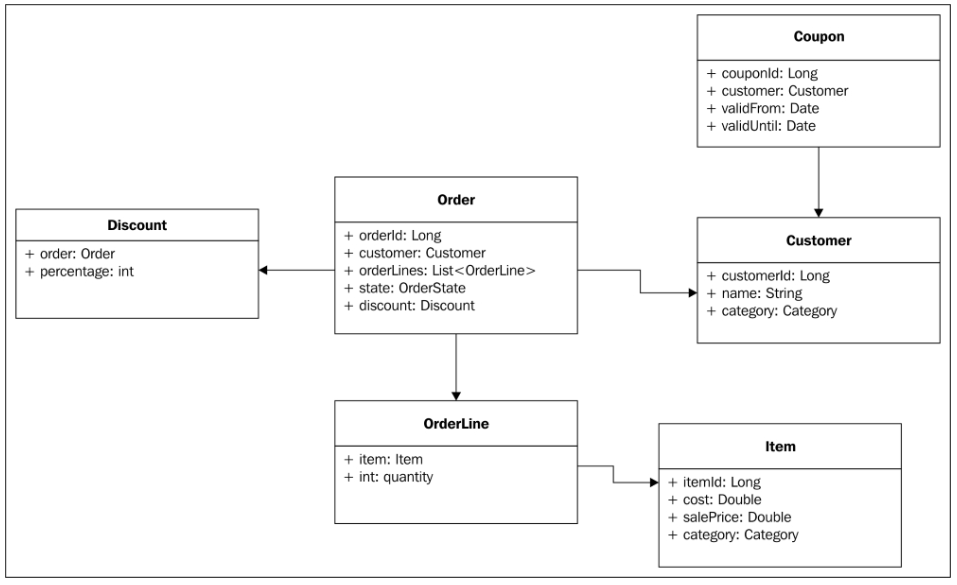 Coupon
+ couponId: Long
+ customer: Customer
+ validFrom: Date
+ validUntil: Date
Order
+ orderId: Long
+ customer: Customer
+ orderLines: List<OrderLine>
+ state: OrderState
+ discount: Discount
Discount
+ order: Order
+ percentage: int
Customer
+ customerId: Long
+ name: String
+ category: Category
OrderLine
+ item: Item
+ int: quantity
Item
+ itemId: Long
+ cost: Double
+ salePrice: Double
+ category: Category